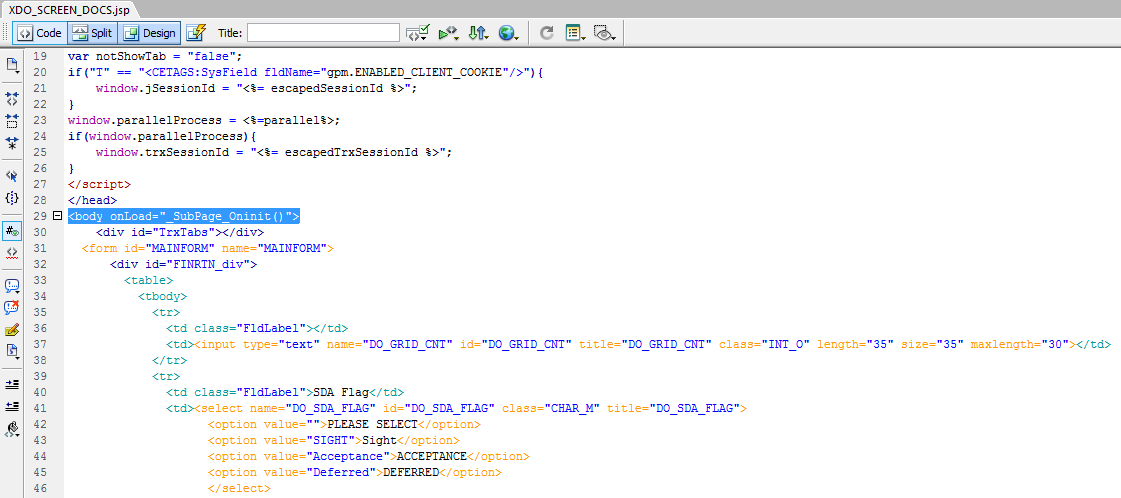 XDO_SCREEN_DOCS.jsp
Code Split Design Title:
19 var notShowTab = "false";
20 if("T" == "<CETAGS:SysField fldName="gpm.ENABLED_CLIENT_COOKIE"/>"){
21 window.jSessionId = "<%= escapedSessionId %>";
22 }
23 window.parallelProcess = <%=parallel%>;
24 if(window.parallelProcess){
25 window.trxSessionId = "<%= escapedTrxSessionId %>";
26 }
27 </script>
28 </head>
29 <body onLoad="_SubPage_Oninit()">
30 <div id="TrxTabs"></div>
31 <form id="MAINFORM" name="MAINFORM">
32 <div id="FINRTN_div">
33 <table>
34 <tbody>
35 <tr>
36 <td class="FldLabel"></td>
37 <td><input type="text" name="DO_GRID_CNT" id="DO_GRID_CNT" title="DO_GRID_CNT" class="INT_O" length="35" size="35" maxlength="30"></td>
38 </tr>
39 <tr>
40 <td class="FldLabel">SDA Flag</td>
41 <td><select name="DO_SDA_FLAG" id="DO_SDA_FLAG" class="CHAR_M" title="DO_SDA_FLAG">
42 <option value="">PLEASE SELECT</option>
43 <option value="SIGHT">Sight</option>
44 <option value="Acceptance">ACCEPTANCE</option>
45 <option value="Deferred">DEFERRED</option>
46 </select>